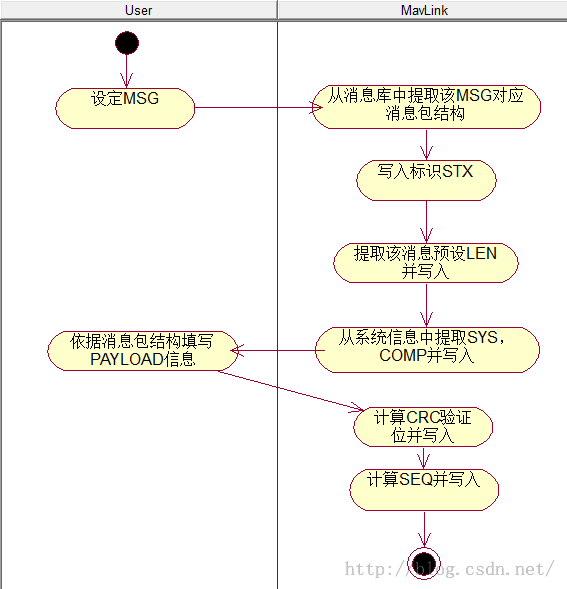 User
MavLink
设定MSG
从消息库中提取该MSG对应
消息包结构
写入标识STX
提取该消息预设LEN
并写入
从系统信息中提取SYS，
COMP并写入
依据消息包结构填写
PAYLOAD信息
计算CRC验证
位并写入
计算SEQ并写入
http://blog.csdn.net/